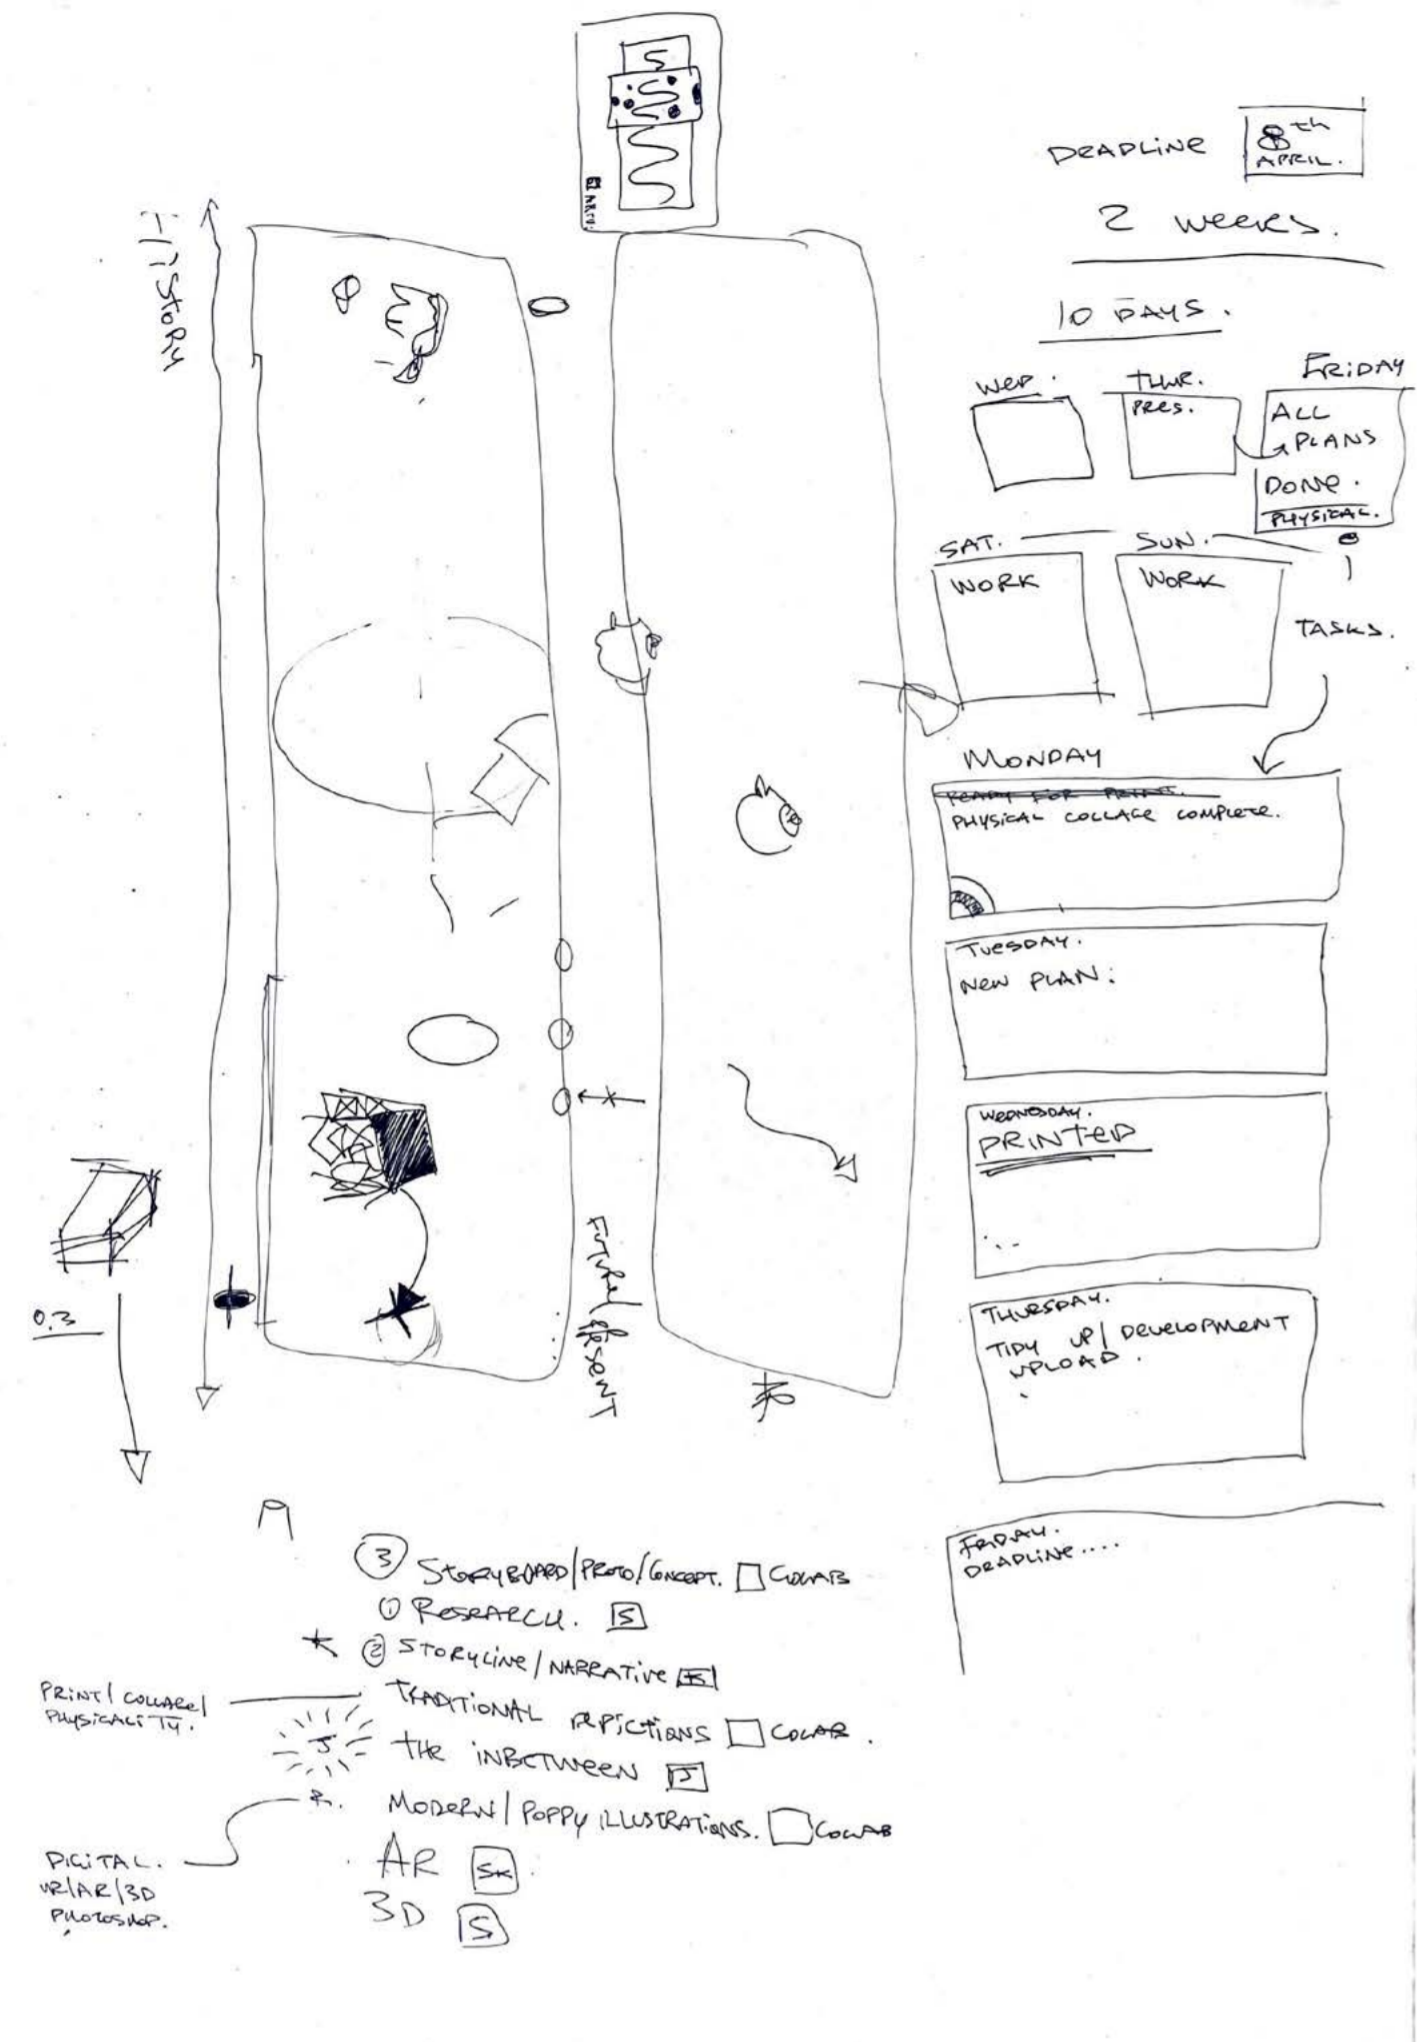 DEADLINE
8th
APRIL.
2 WEEKS.
10 DAYS.
WED.
THUR.
PRES.
FRIDAY
ALL
PLANS
DONE.
PHYSICAL.
SAT.
WORK
SUN.
WORK
TASKS.
MONDAY
READY FOR PRINT.
PHYSICAL COLLAGE COMPLETE.
TUESDAY.
NEW PLAN:
WEDNESDAY.
PRINTED
THURSDAY.
TIDY UP/DEVELOPMENT
UPLOAD.
FRIDAY.
DEADLINE....
HISTORY
FUTURE/PRESENT
0.3
3 STORYBOARD/PROTO/CONCEPT. COLLAB
1 RESEARCH. S
2 STORYLINE/NARRATIVE
PRINT/COLLAGE/
PHYSICALITY.
TRADITIONAL DEPICTIONS COLLAB.
THE INBETWEEN
MODERN/POPPY ILLUSTRATIONS. COLLAB
DIGITAL.
VR/AR/3D
PHOTOSHOP.
AR SK
3D S